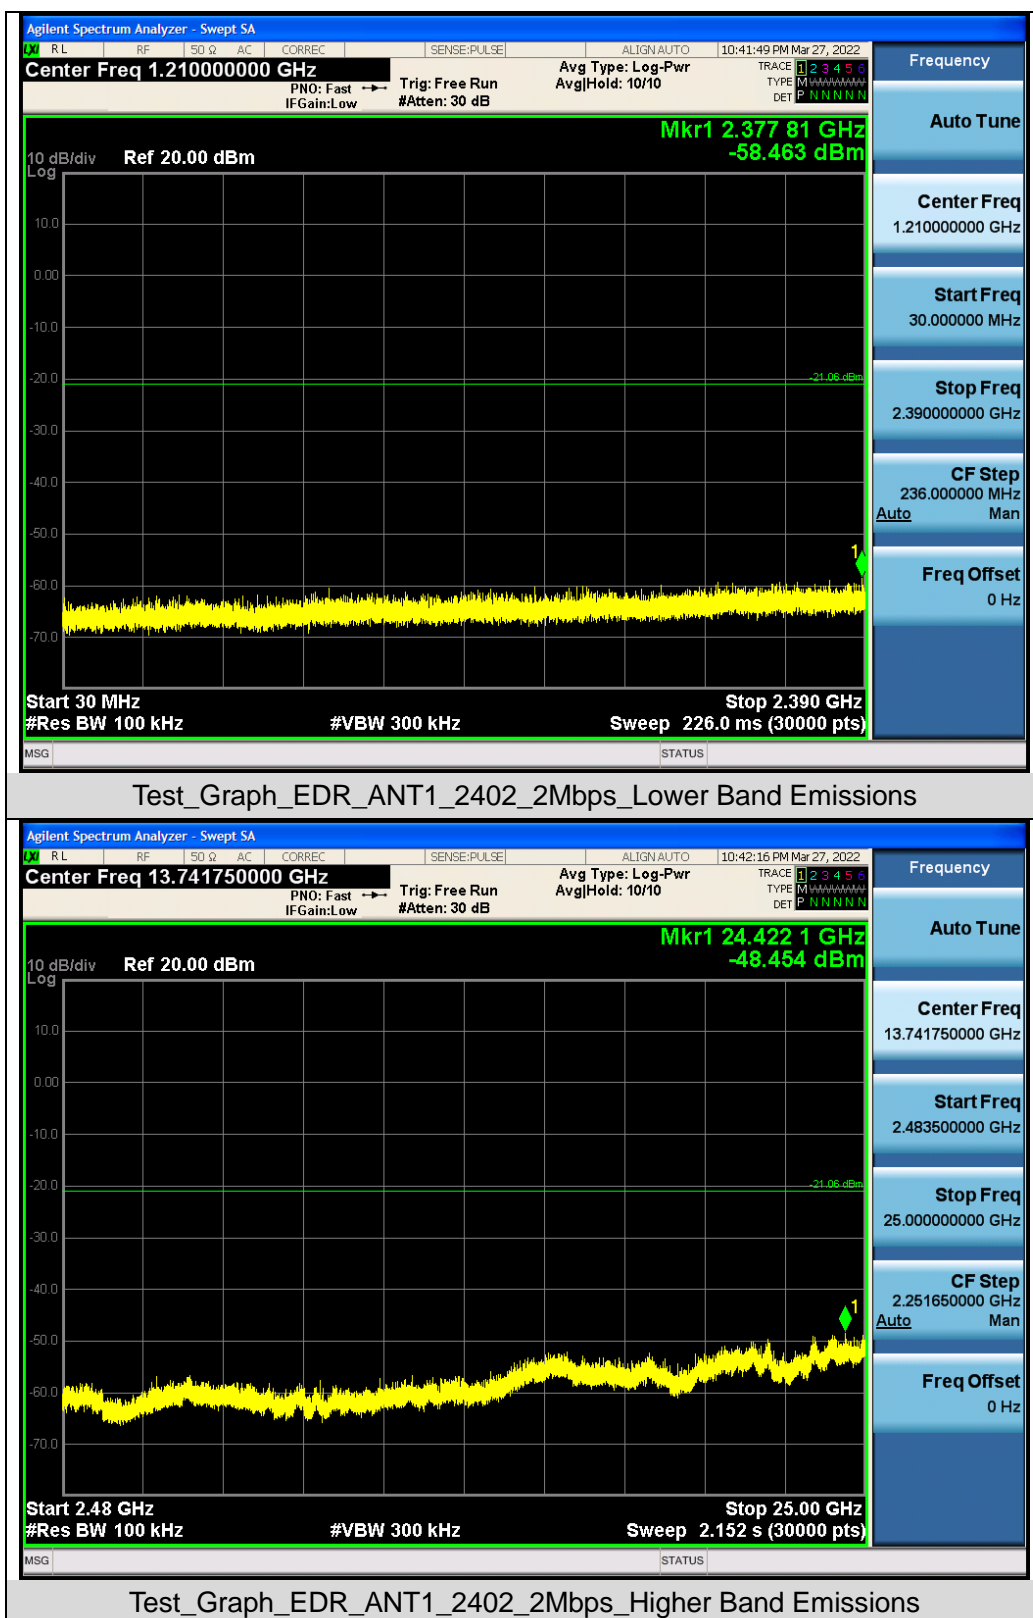 Agilent Spectrum Analyzer - Swept SA
LXI RL RF 50 Ω AC CORREC SENSE:PULSE ALIGN AUTO 10:41:49 PM Mar 27, 2022
Center Freq 1.210000000 GHz
PNO: Fast
IFGain:Low
Trig: Free Run
#Atten: 30 dB
Avg Type: Log-Pwr
Avg|Hold: 10/10
TRACE 1 2 3 4 5 6
TYPE M
DET P N N N N N
Frequency
Auto Tune
Mkr1 2.377 81 GHz
-58.463 dBm
10 dB/div Ref 20.00 dBm
Log
10.0
0.00
-10.0
-20.0
-30.0
-40.0
-50.0
-60.0
-70.0
-21.06 dBm
1
Center Freq
1.210000000 GHz
Start Freq
30.000000 MHz
Stop Freq
2.390000000 GHz
CF Step
236.000000 MHz
Auto Man
Freq Offset
0 Hz
Start 30 MHz Stop 2.390 GHz
#Res BW 100 kHz #VBW 300 kHz Sweep 226.0 ms (30000 pts)
MSG STATUS
Test_Graph_EDR_ANT1_2402_2Mbps_Lower Band Emissions
Agilent Spectrum Analyzer - Swept SA
LXI RL RF 50 Ω AC CORREC SENSE:PULSE ALIGN AUTO 10:42:16 PM Mar 27, 2022
Center Freq 13.741750000 GHz
PNO: Fast
IFGain:Low
Trig: Free Run
#Atten: 30 dB
Avg Type: Log-Pwr
Avg|Hold: 10/10
TRACE 1 2 3 4 5 6
TYPE M
DET P N N N N N
Frequency
Auto Tune
Mkr1 24.422 1 GHz
-48.454 dBm
10 dB/div Ref 20.00 dBm
Log
10.0
0.00
-10.0
-20.0
-30.0
-40.0
-50.0
-60.0
-70.0
-21.06 dBm
1
Center Freq
13.741750000 GHz
Start Freq
2.483500000 GHz
Stop Freq
25.000000000 GHz
CF Step
2.251650000 GHz
Auto Man
Freq Offset
0 Hz
Start 2.48 GHz Stop 25.00 GHz
#Res BW 100 kHz #VBW 300 kHz Sweep 2.152 s (30000 pts)
MSG STATUS
Test_Graph_EDR_ANT1_2402_2Mbps_Higher Band Emissions